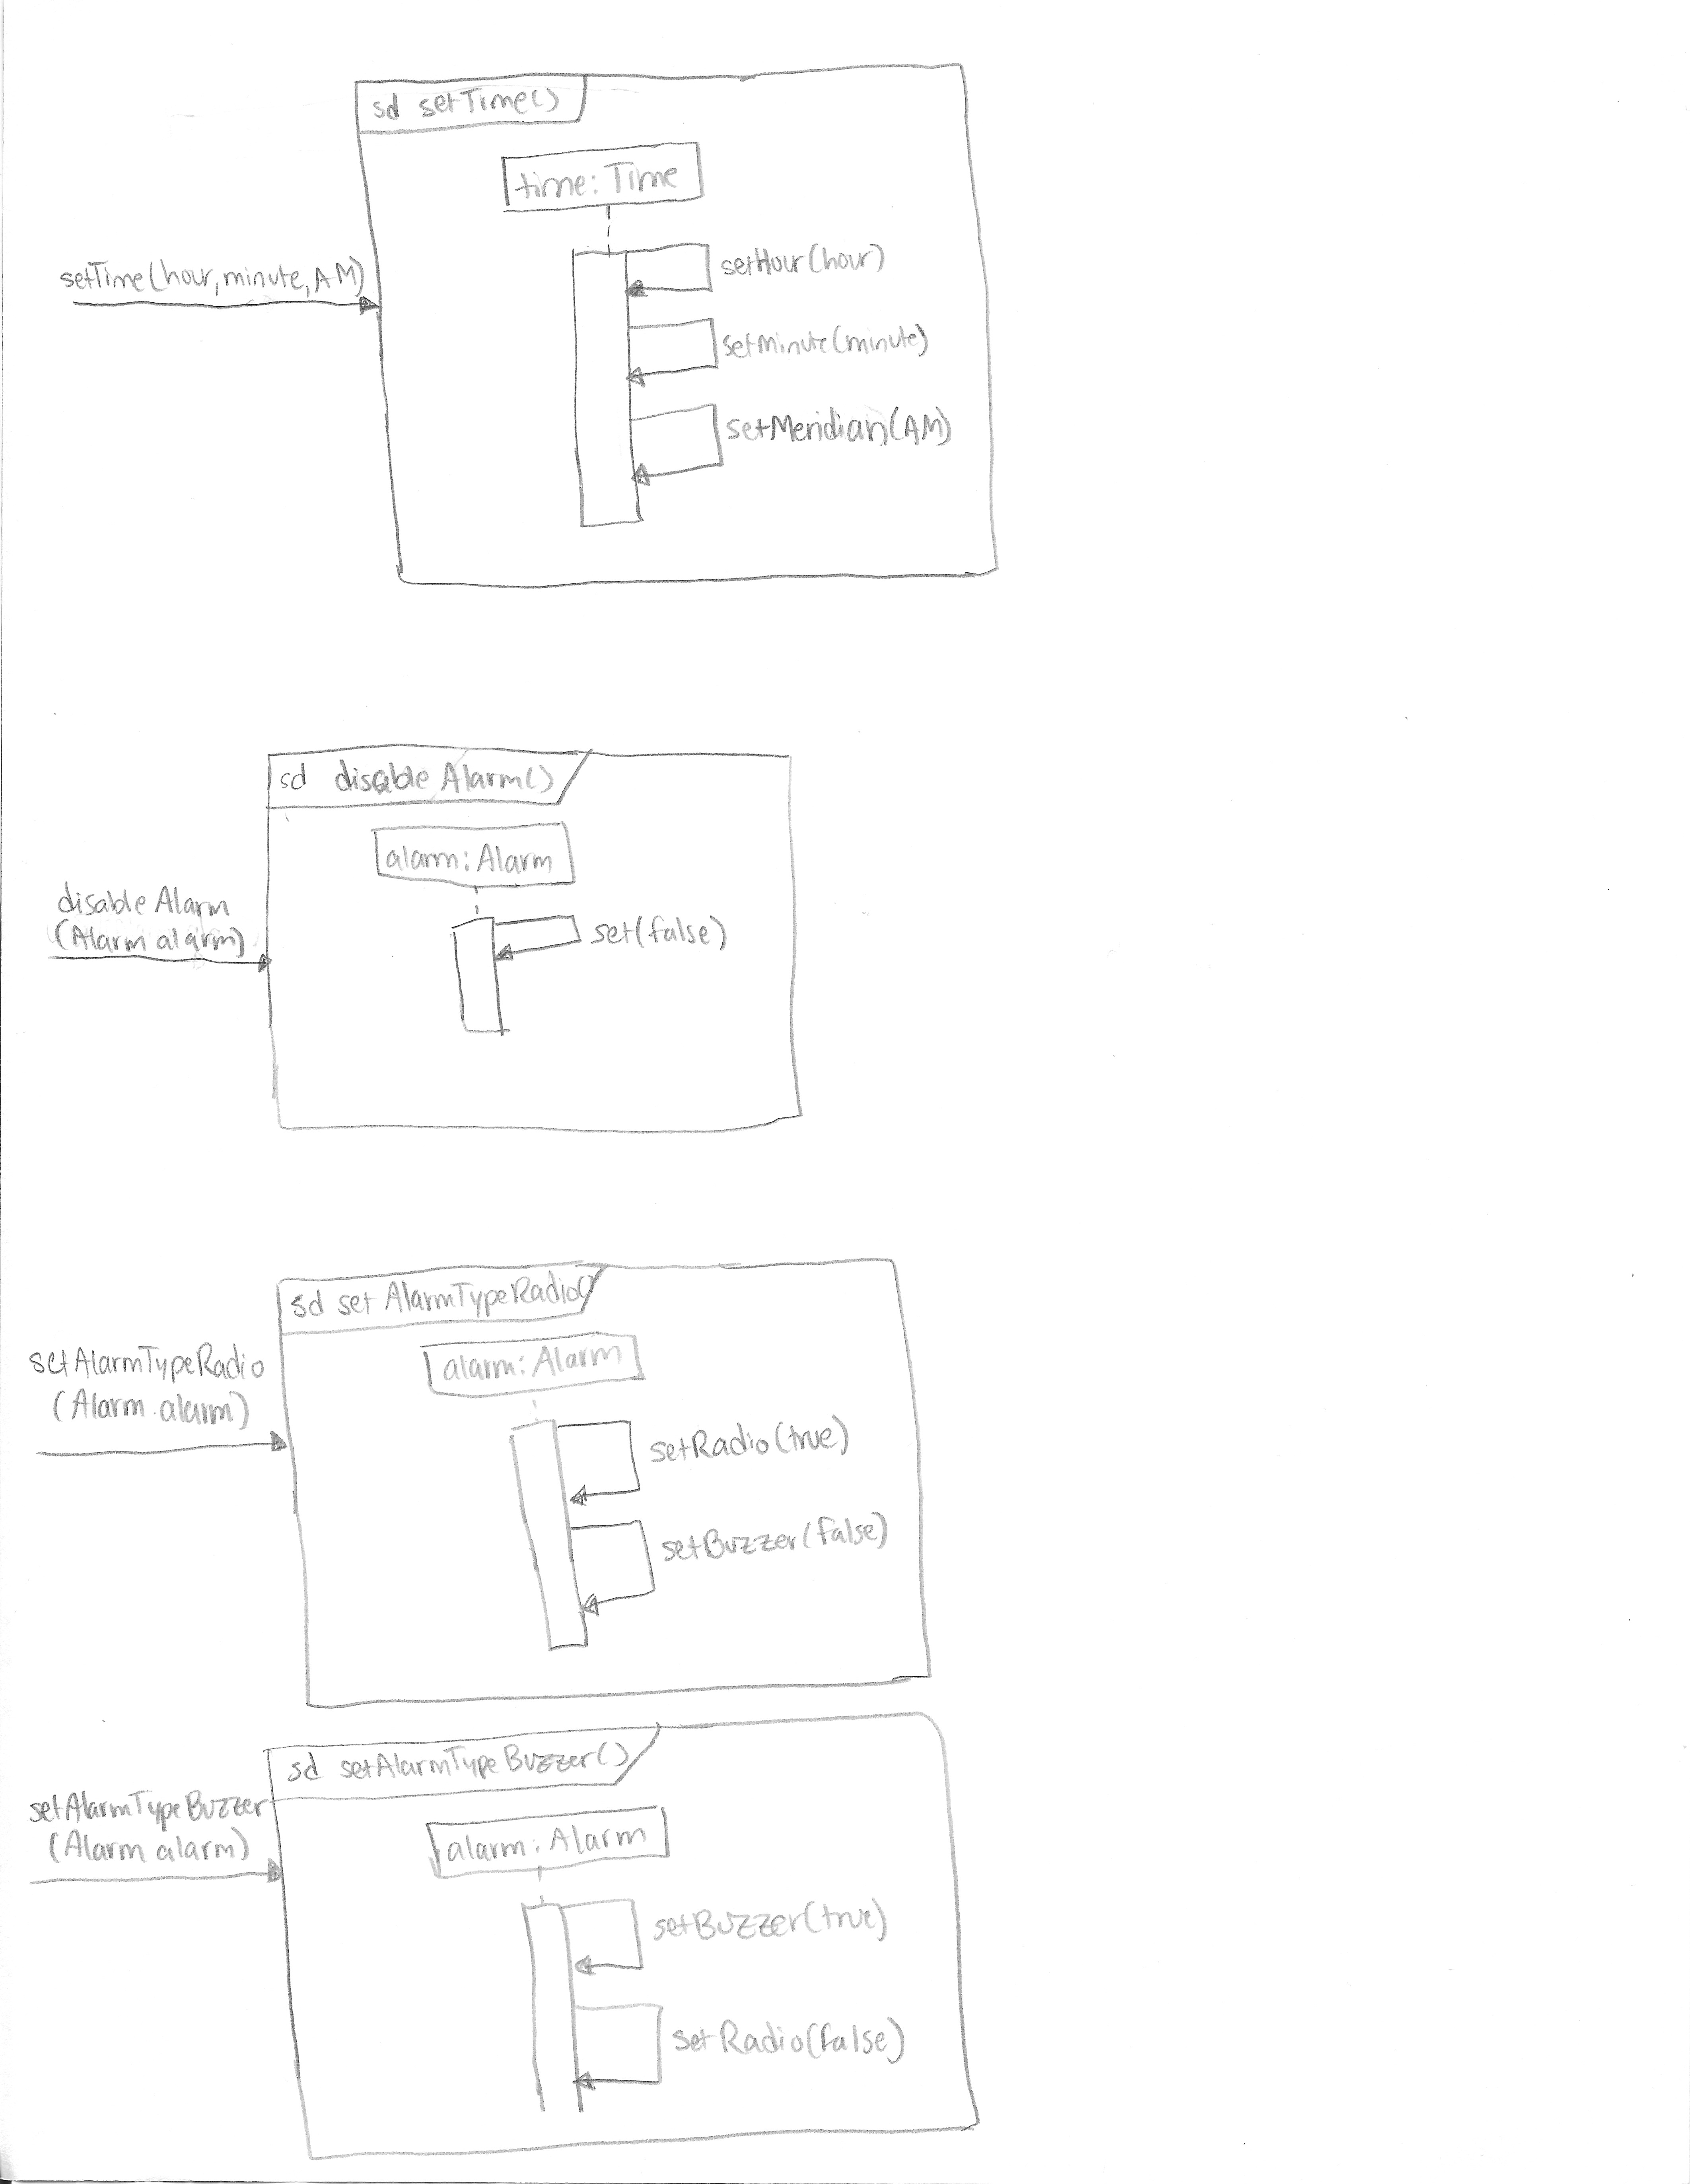 sd setTime()
time: Time
setTime(hour, minute, AM)
setHour(hour)
setMinute(minute)
setMeridian(AM)
sd disableAlarm()
alarm: Alarm
disableAlarm
(Alarm alarm)
set(false)
sd setAlarmTypeRadio()
alarm: Alarm
setAlarmTypeRadio
(Alarm alarm)
setRadio(true)
setBuzzer(false)
sd setAlarmTypeBuzzer()
setAlarmTypeBuzzer
(Alarm alarm)
alarm: Alarm
setBuzzer(true)
setRadio(false)